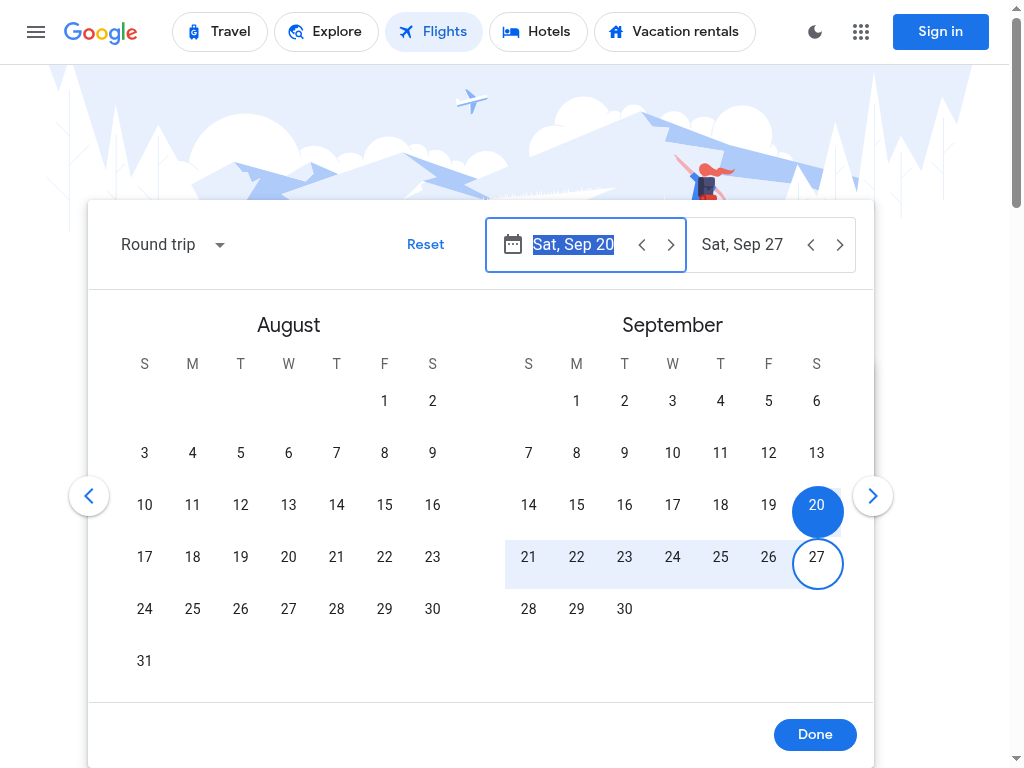 Google Travel Explore Flights Hotels Vacation rentals Sign in
Round trip Reset Sat, Sep 20 Sat, Sep 27
August September
S M T W T F S S M T W T F S
1 2 1 2 3 4 5 6
3 4 5 6 7 8 9 7 8 9 10 11 12 13
10 11 12 13 14 15 16 14 15 16 17 18 19 20
17 18 19 20 21 22 23 21 22 23 24 25 26 27
24 25 26 27 28 29 30 28 29 30
31
Done